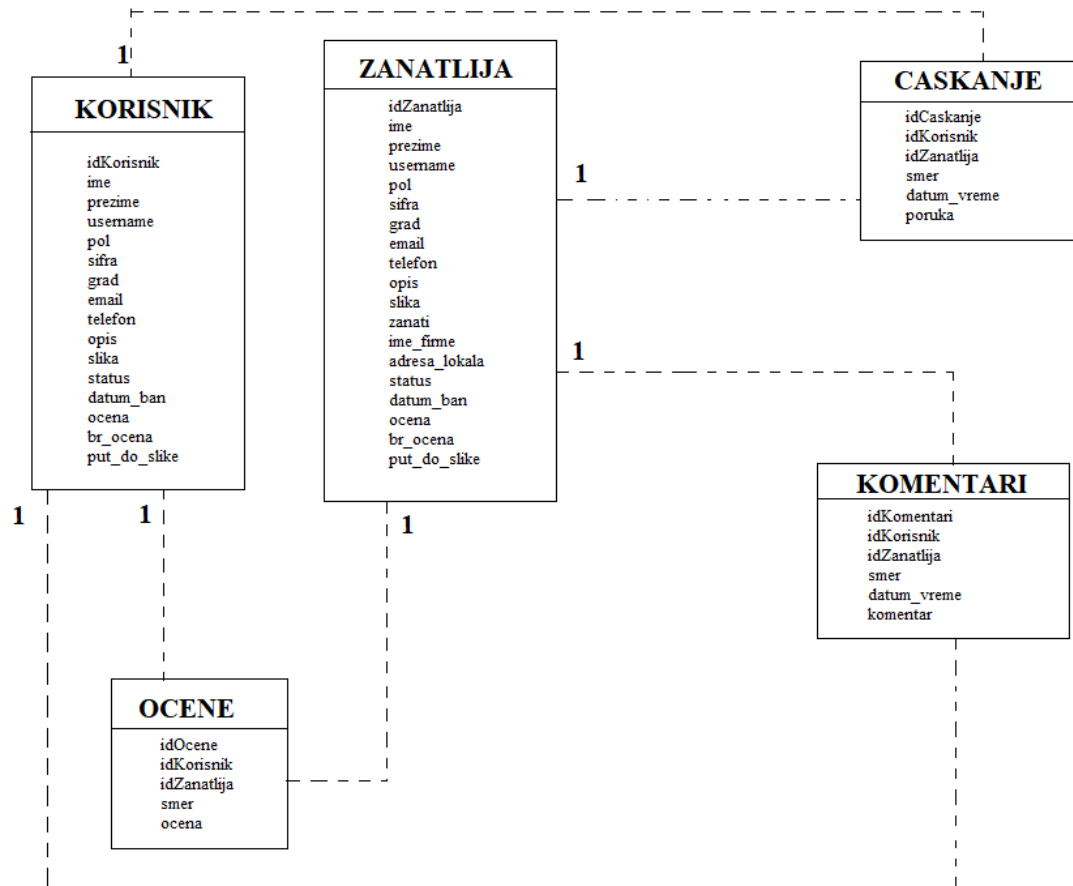 1
KORISNIK
idKorisnik
ime
prezime
username
pol
sifra
grad
email
telefon
opis
slika
status
datum_ban
ocena
br_ocena
put_do_slike
1
1
ZANATLIJA
idZanatlija
ime
prezime
username
pol
sifra
grad
email
telefon
opis
slika
zanati
ime_firme
adresa_lokala
status
datum_ban
ocena
br_ocena
put_do_slike
1
1
1
CASKANJE
idCaskanje
idKorisnik
idZanatlija
smer
datum_vreme
poruka
KOMENTARI
idKomentari
idKorisnik
idZanatlija
smer
datum_vreme
komentar
OCENE
idOcene
idKorisnik
idZanatlija
smer
ocena